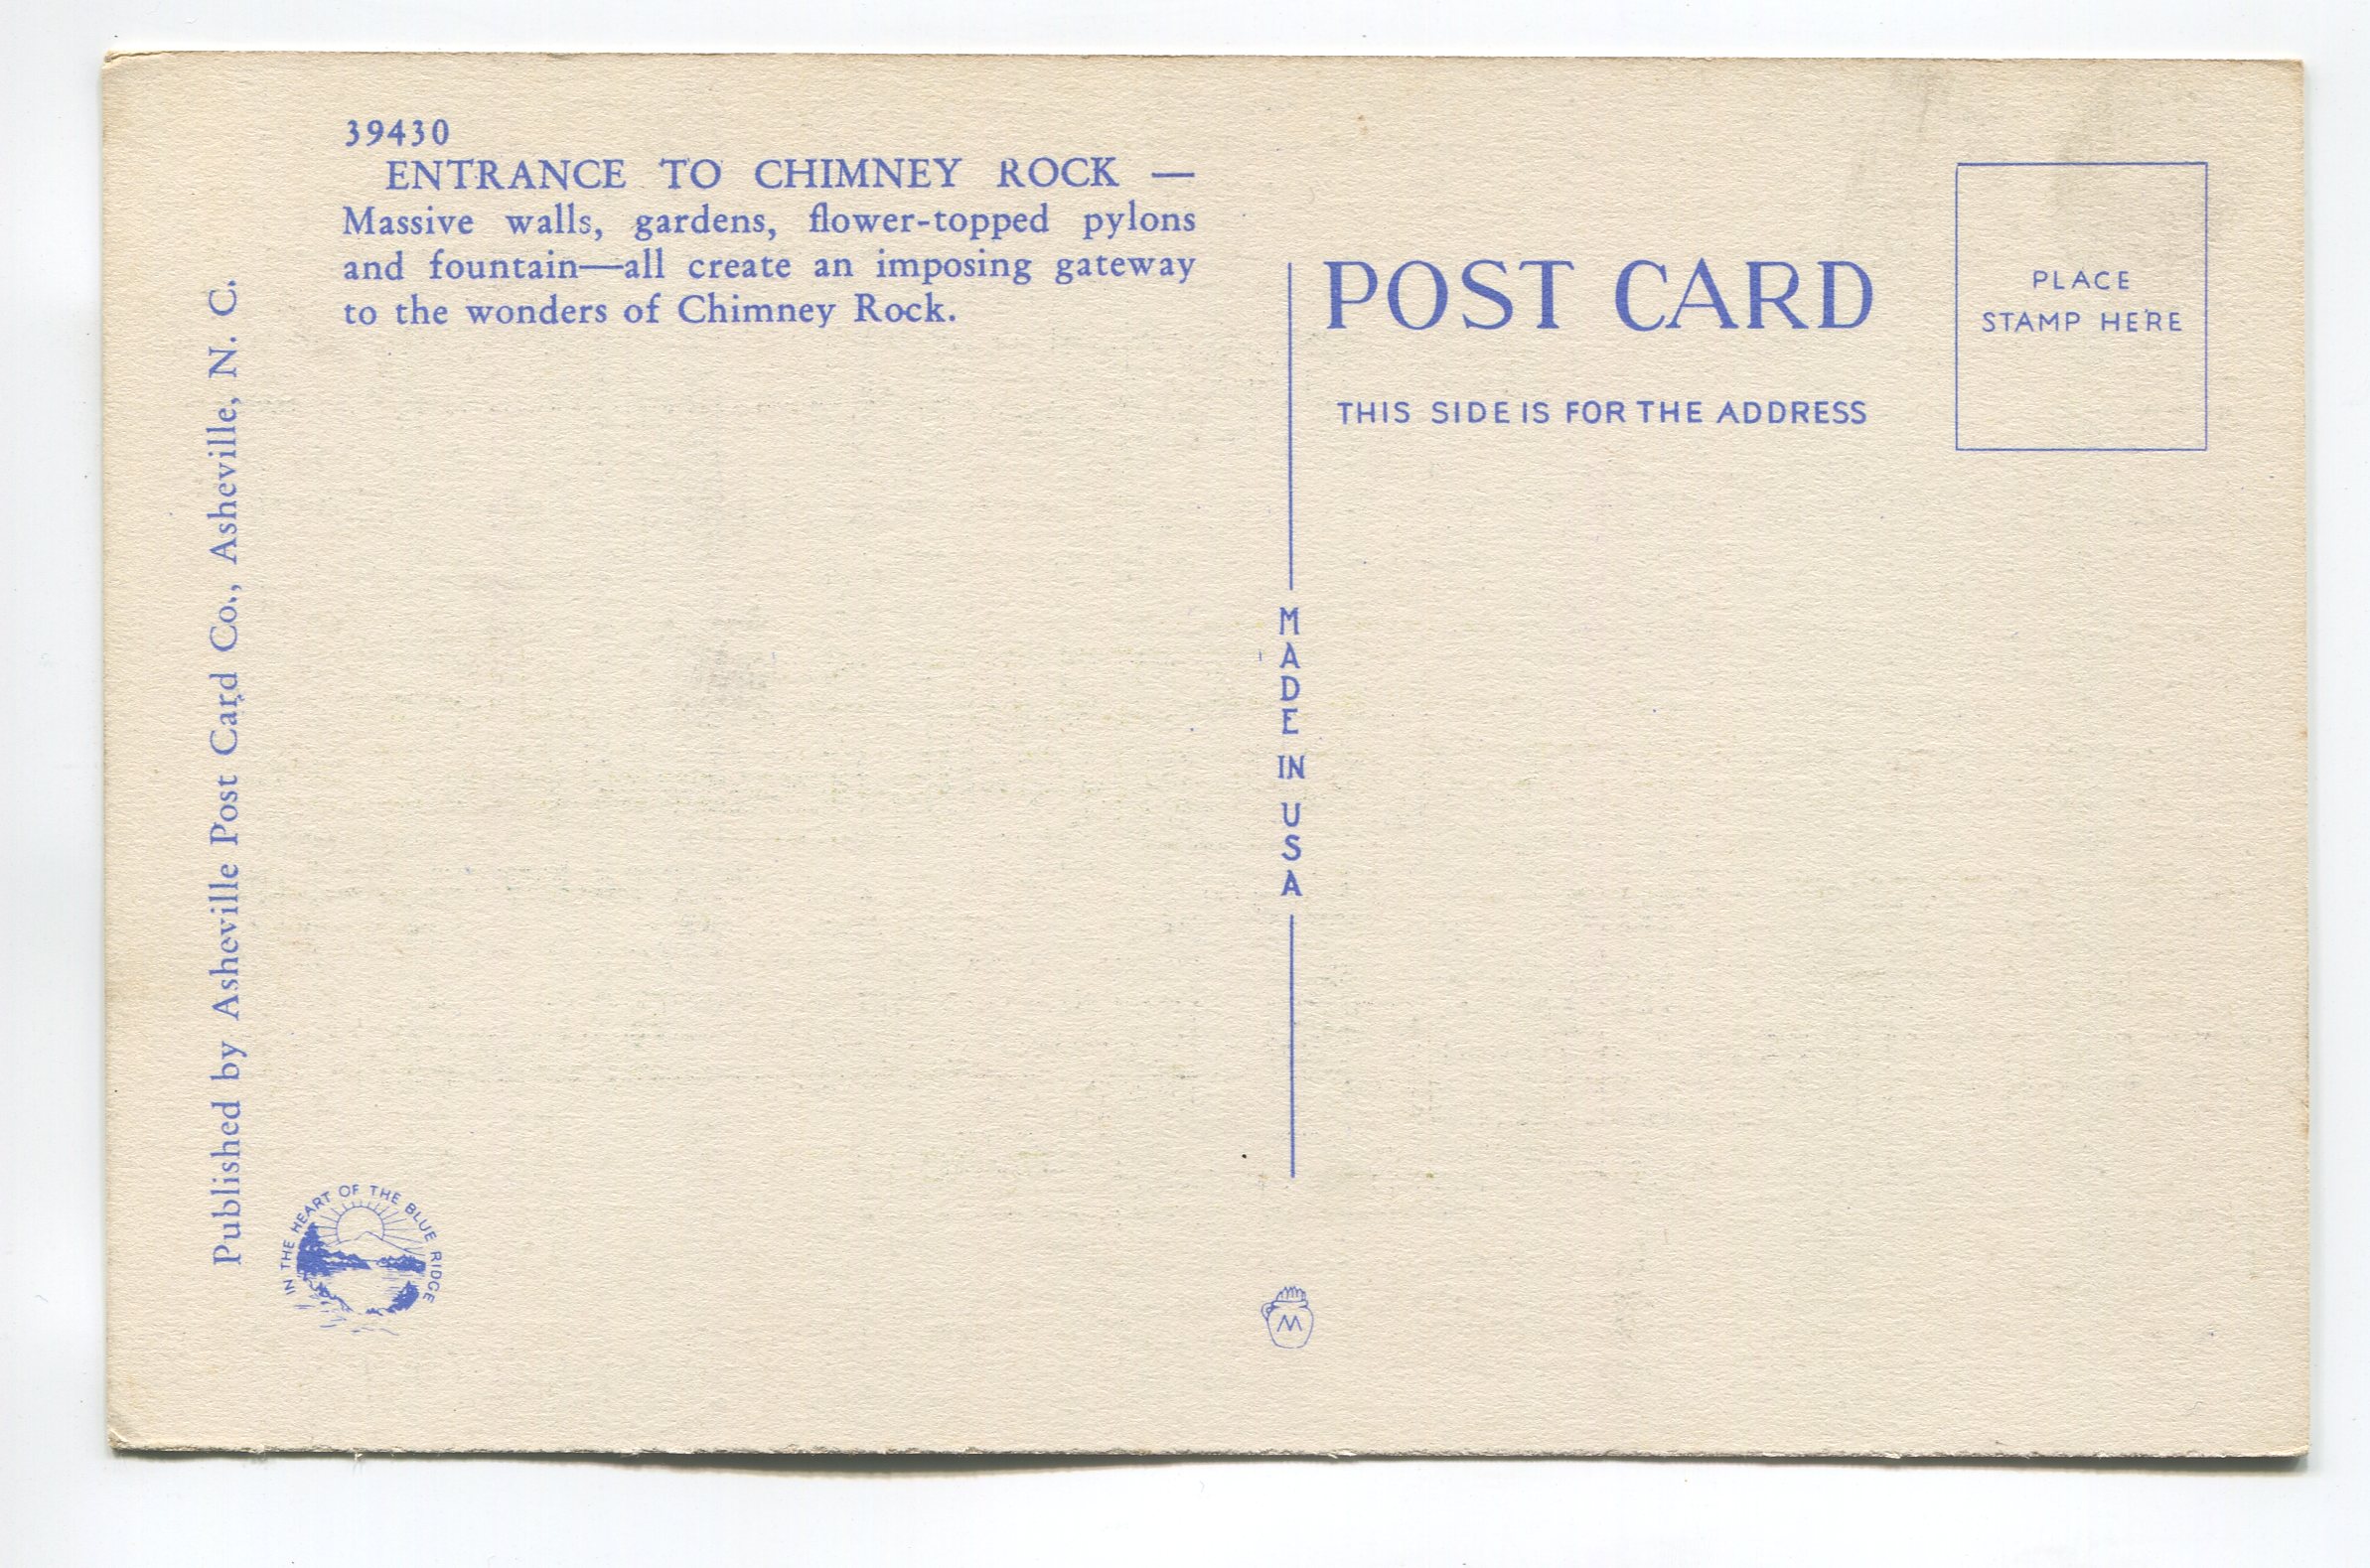 39430
ENTRANCE TO CHIMNEY ROCK —
Massive walls, gardens, flower-topped pylons
and fountain—all create an imposing gateway
to the wonders of Chimney Rock.
Published by Asheville Post Card Co., Asheville, N. C.
IN THE HEART OF THE BLUE RIDGE
POST CARD
THIS SIDE IS FOR THE ADDRESS
PLACE
STAMP HERE
MADE IN USA
M